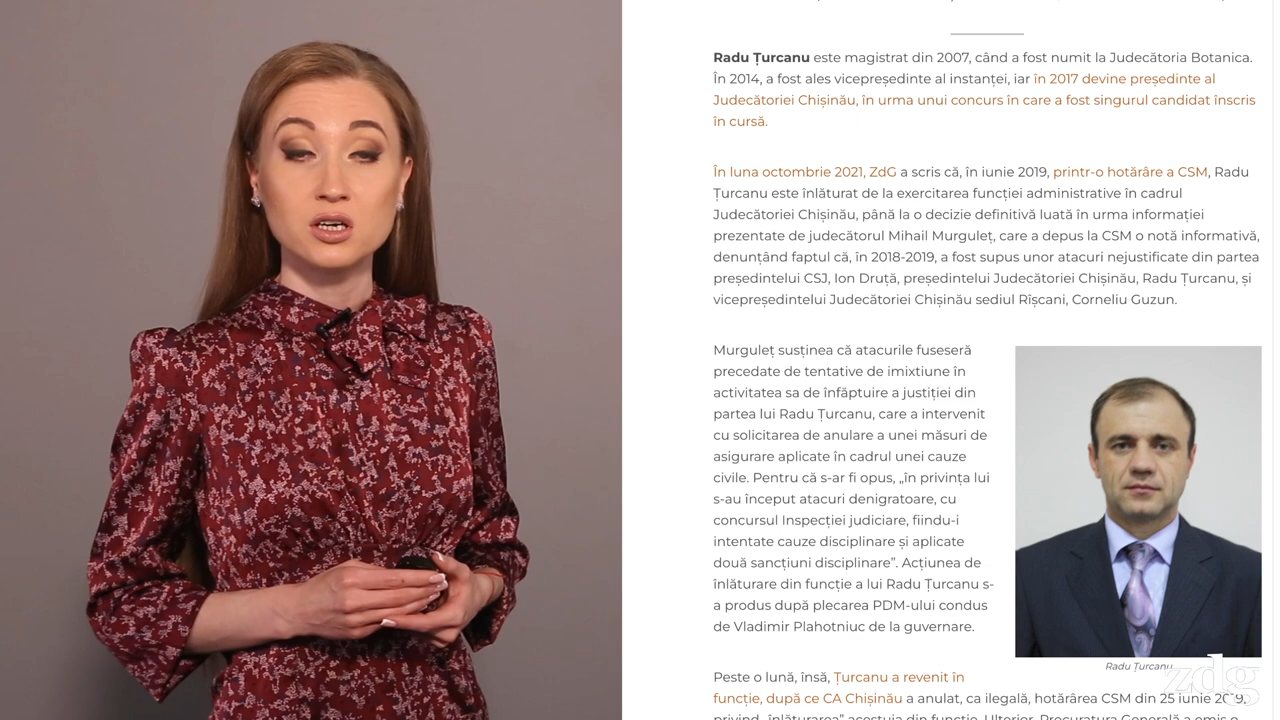 Radu Țurcanu este magistrat din 2007, când a fost numit la Judecătoria Botanica.
În 2014, a fost ales vicepreședinte al instanței, iar în 2017 devine președinte al
Judecătoriei Chișinău, în urma unui concurs în care a fost singurul candidat înscris
în cursă.
În luna octombrie 2021, ZdG a scris că, în iunie 2019, printr-o hotărâre a CSM, Radu
Țurcanu este înlăturat de la exercitarea funcției administrative în cadrul
Judecătoriei Chișinău, până la o decizie definitivă luată în urma informației
prezentate de judecătorul Mihail Murguleț, care a depus la CSM o notă informativă,
denunțând faptul că, în 2018-2019, a fost supus unor atacuri nejustificate din partea
președintelui CSJ, Ion Druță, președintelui Judecătoriei Chișinău, Radu Țurcanu, și
vicepreședintelui Judecătoriei Chișinău sediul Rîșcani, Corneliu Guzun.
Murguleț susținea că atacurile fuseseră
precedate de tentative de imixtiune în
activitatea sa de înfăptuire a justiției din
partea lui Radu Țurcanu, care a intervenit
cu solicitarea de anulare a unei măsuri de
asigurare aplicate în cadrul unei cauze
civile. Pentru că s-ar fi opus, „în privința lui
s-au început atacuri denigratoare, cu
concursul Inspecției judiciare, fiindu-i
intentate cauze disciplinare și aplicate
două sancțiuni disciplinare”. Acțiunea de
înlăturare din funcție a lui Radu Țurcanu s-
a produs după plecarea PDM-ului condus
de Vladimir Plahotniuc de la guvernare.
Radu Țurcanu
zdg
Peste o lună, însă, Țurcanu a revenit în
funcție, după ce CA Chișinău a anulat, ca ilegală, hotărârea CSM din 25 iunie 2019,
privind „înlăturarea” acestuia din funcție. Ulterior, Procuratura Generală a emis o